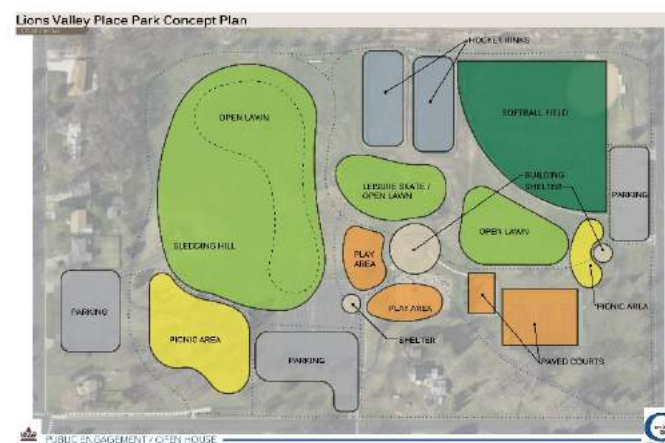 Lions Valley Place Park Concept Plan
HOCKEY RINKS
OPEN LAWN
SOFTBALL FIELD
BUILDING
SHELTER
LEISURE SKATE /
OPEN LAWN
PARKING
OPEN LAWN
SLEDDING HILL
PLAY
AREA
PARKING
PLAY AREA
PICNIC AREA
PICNIC AREA
SHELTER
PARKING
PAVED COURTS
PUBLIC ENGAGEMENT / OPEN HOUSE